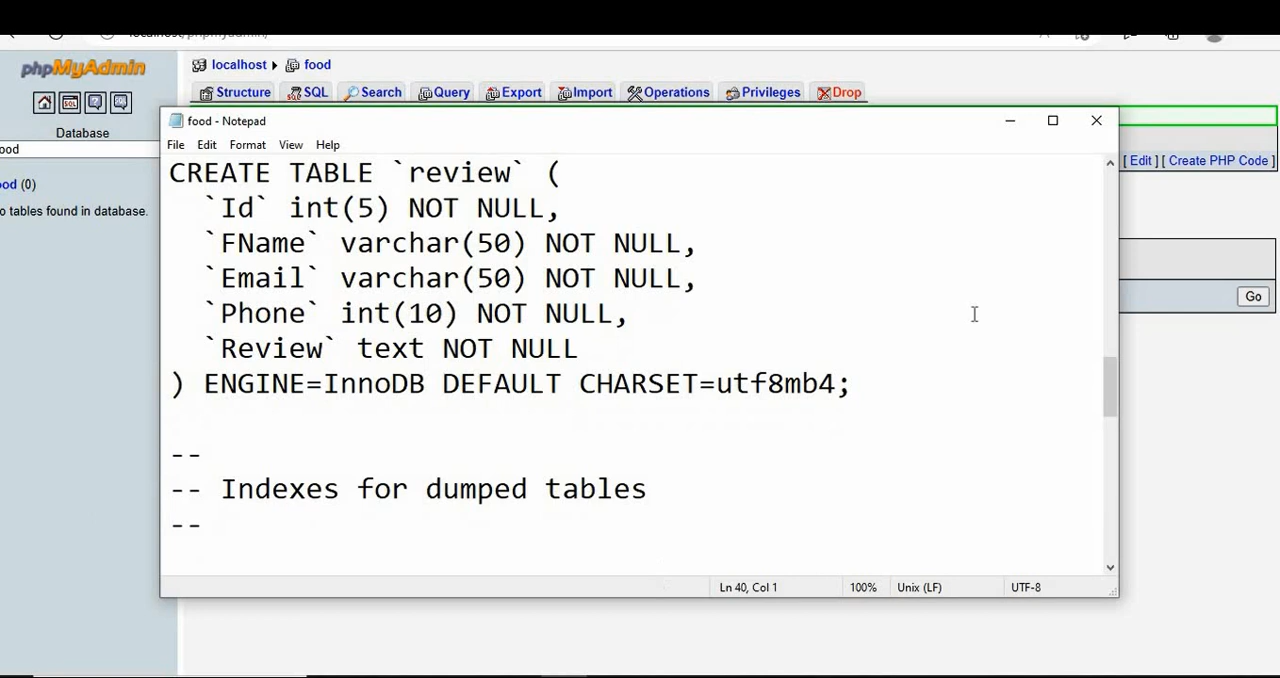 localhost/phpmyadmin/
phpMyAdmin
localhost
food
Structure
SQL
Search
Query
Export
Import
Operations
Privileges
Drop
Database
ood
ood (0)
o tables found in database.
[ Edit ] [ Create PHP Code ]
Go
food - Notepad
File Edit Format View Help
CREATE TABLE `review` (
`Id` int(5) NOT NULL,
`FName` varchar(50) NOT NULL,
`Email` varchar(50) NOT NULL,
`Phone` int(10) NOT NULL,
`Review` text NOT NULL
) ENGINE=InnoDB DEFAULT CHARSET=utf8mb4;
--
-- Indexes for dumped tables
--
Ln 40, Col 1 100% Unix (LF) UTF-8